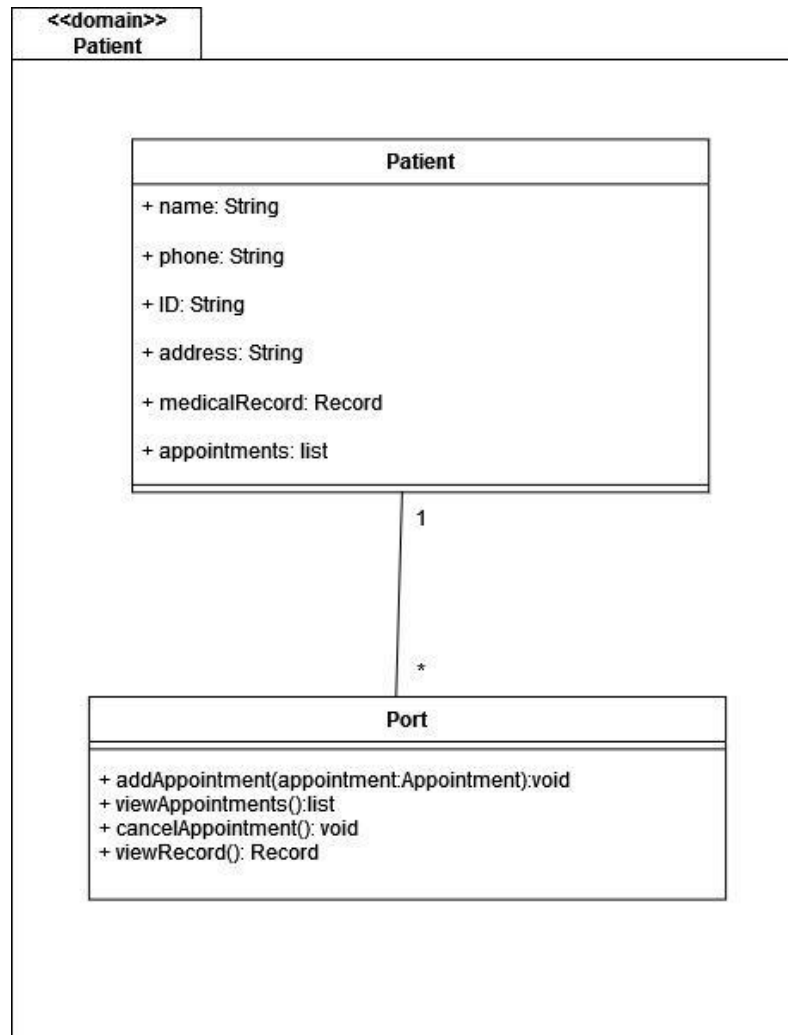 <<domain>>
Patient
Patient
+ name: String
+ phone: String
+ ID: String
+ address: String
+ medicalRecord: Record
+ appointments: list
1
*
Port
+ addAppointment(appointment:Appointment):void
+ viewAppointments():list
+ cancelAppointment(): void
+ viewRecord(): Record